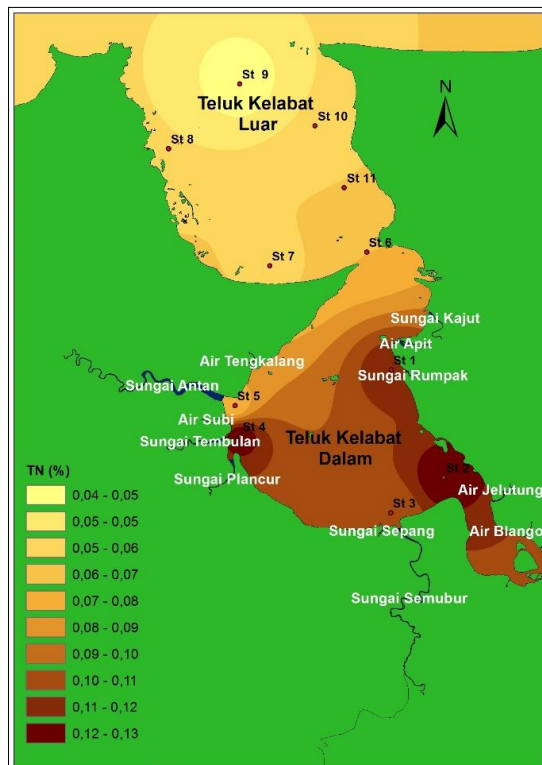 St 9
Teluk Kelabat
Luar
N
St 10
St 8
St 11
St 6
St 7
Sungai Kajut
Air Apit
Air Tengkalang
St 1
Sungai Rumpak
Sungai Antan
St 5
Air Subi
St 4
Sungai Tembulan
Teluk Kelabat
Dalam
St 2
Sungai Plancur
Air Jelutung
St 3
Sungai Sepang
Air Blango
Sungai Semubur
TN (%)
0,04 - 0,05
0,05 - 0,05
0,05 - 0,06
0,06 - 0,07
0,07 - 0,08
0,08 - 0,09
0,09 - 0,10
0,10 - 0,11
0,11 - 0,12
0,12 - 0,13